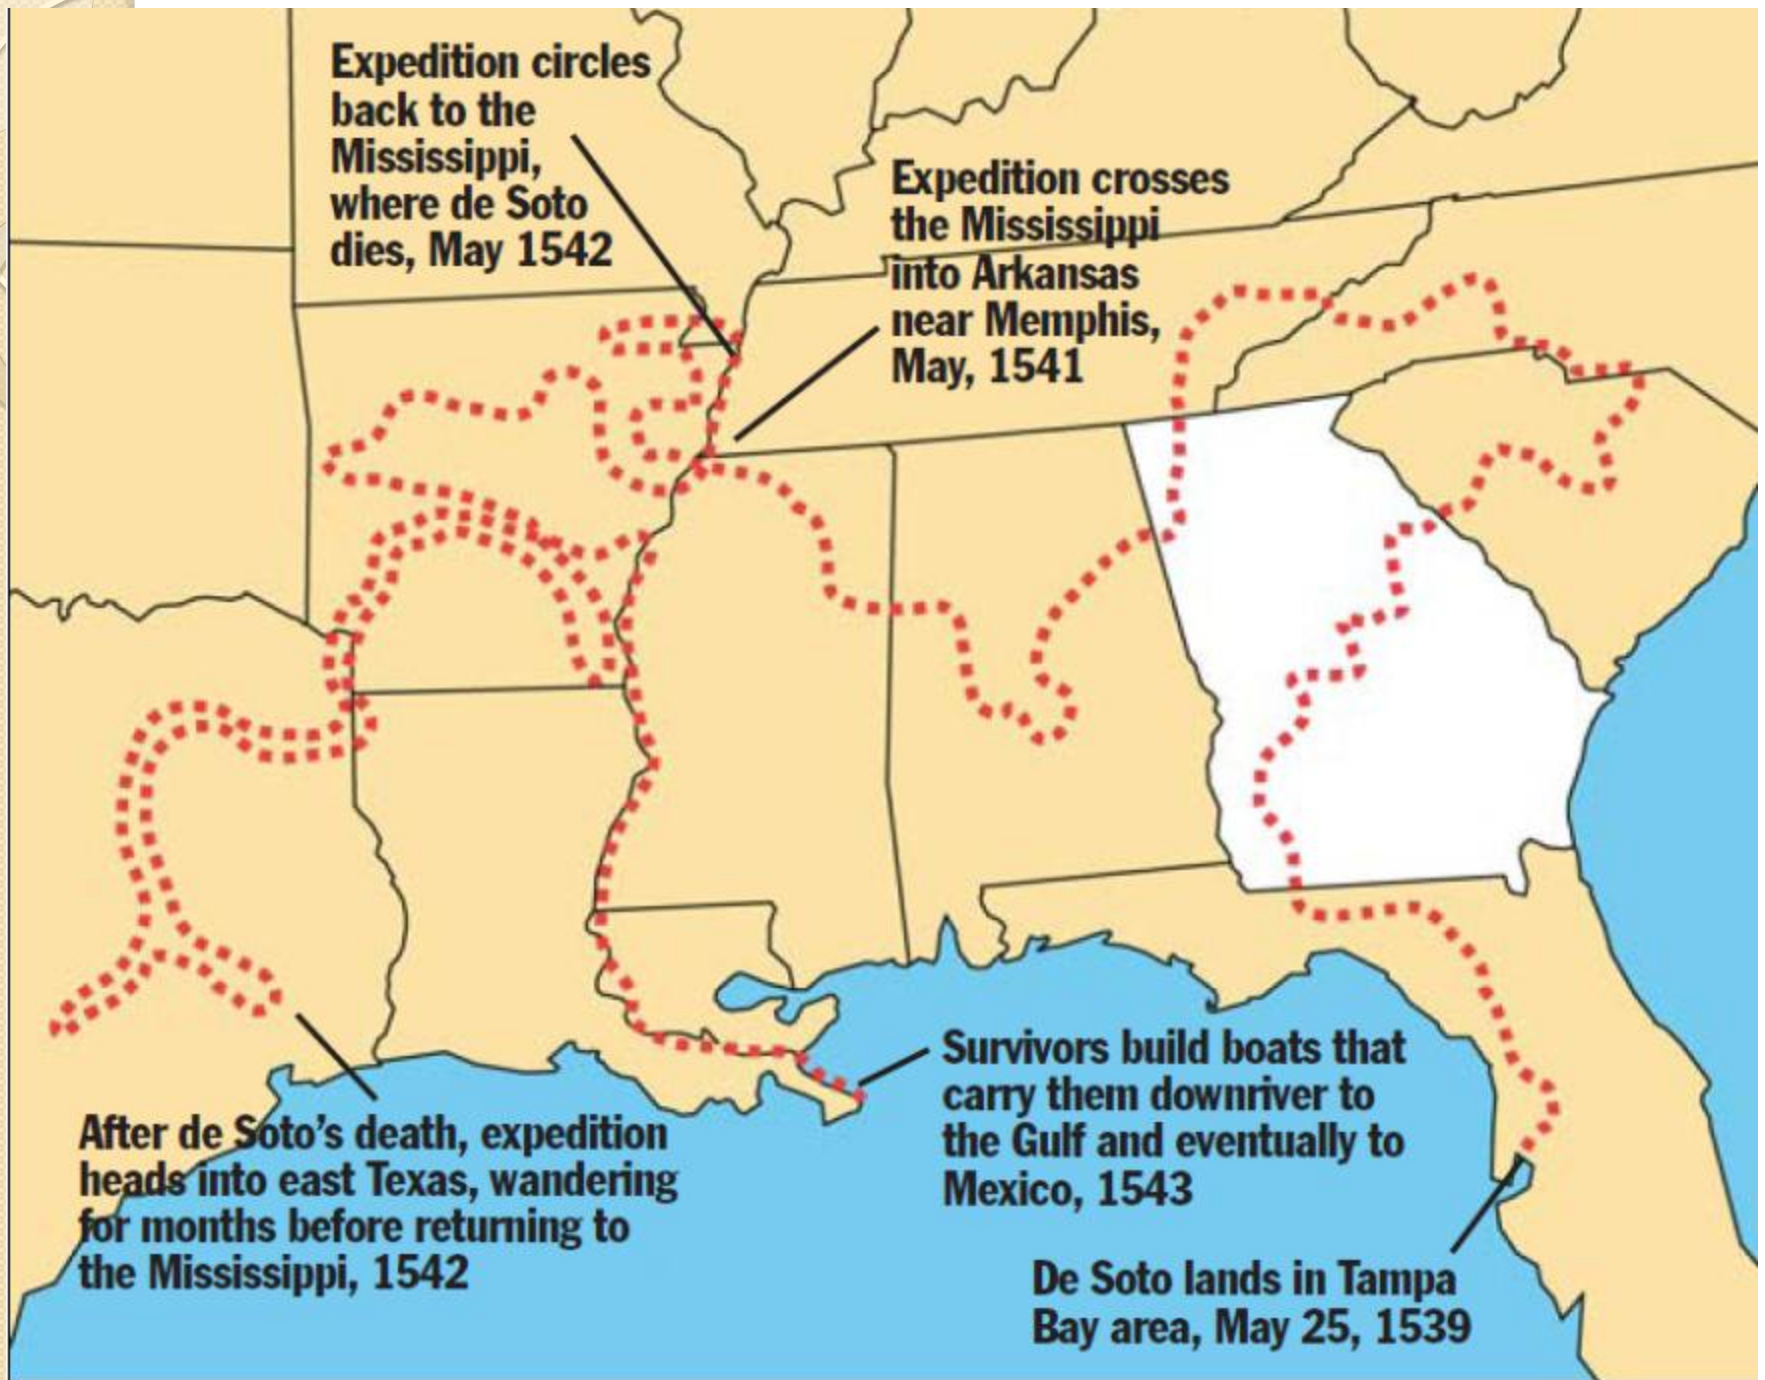 Expedition circles
back to the
Mississippi,
where de Soto
dies, May 1542
Expedition crosses
the Mississippi
into Arkansas
near Memphis,
May, 1541
After de Soto's death, expedition
heads into east Texas, wandering
for months before returning to
the Mississippi, 1542
Survivors build boats that
carry them downriver to
the Gulf and eventually to
Mexico, 1543
De Soto lands in Tampa
Bay area, May 25, 1539